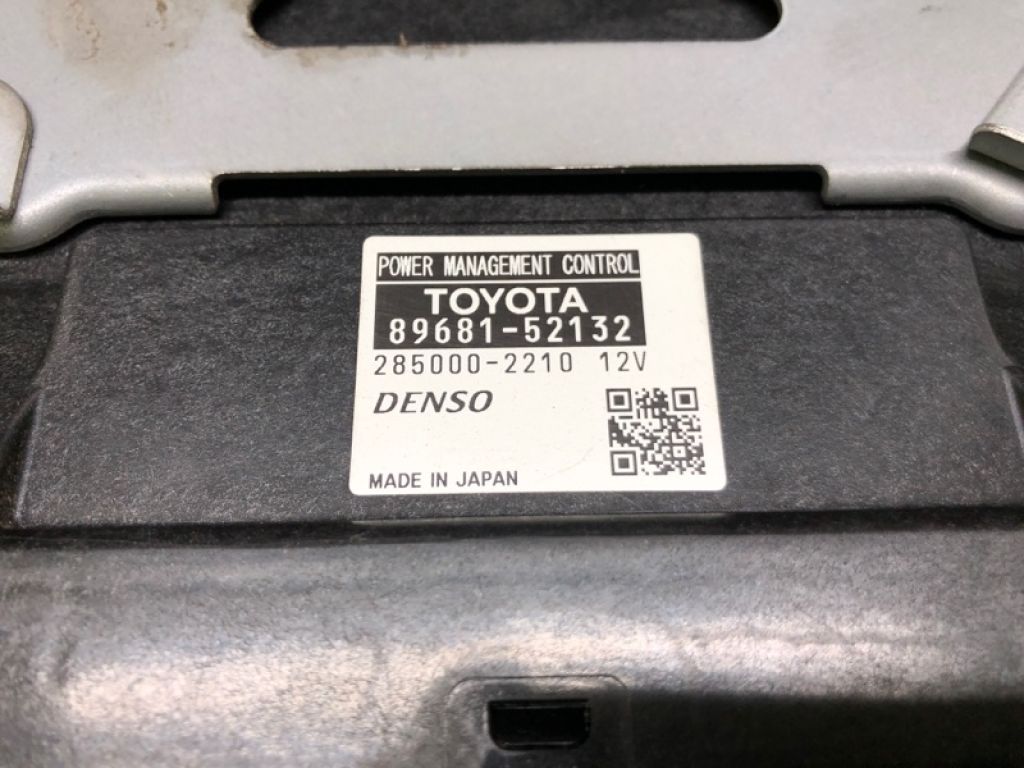 POWER MANAGEMENT CONTROL
TOYOTA
89681-52132
285000-2210 12V
DENSO
MADE IN JAPAN